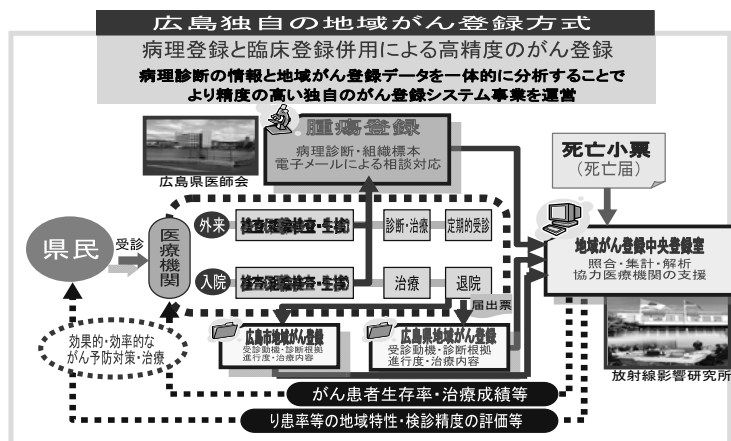 広島独自の地域がん登録方式
病理登録と臨床登録併用による高精度のがん登録
病理診断の情報と地域がん登録データを一体的に分析することで
より精度の高い独自のがん登録システム事業を運営
腫瘍登録
病理診断・組織標本
電子メールによる相談対応
広島県医師会
死亡小票
(死亡届)
県民
受診
医療機関
外来
診断・治療
定期的受診
入院
治療
退院
届出票
地域がん登録中央登録室
照合・集計・解析
協力医療機関の支援
広島市地域がん登録
受診動機・診断根拠
進行度・治療内容
広島県地域がん登録
受診動機・診断根拠
進行度・治療内容
効果的・効率的な
がん予防対策・治療
放射線影響研究所
がん患者生存率・治療成績等
り患率等の地域特性・検診精度の評価等